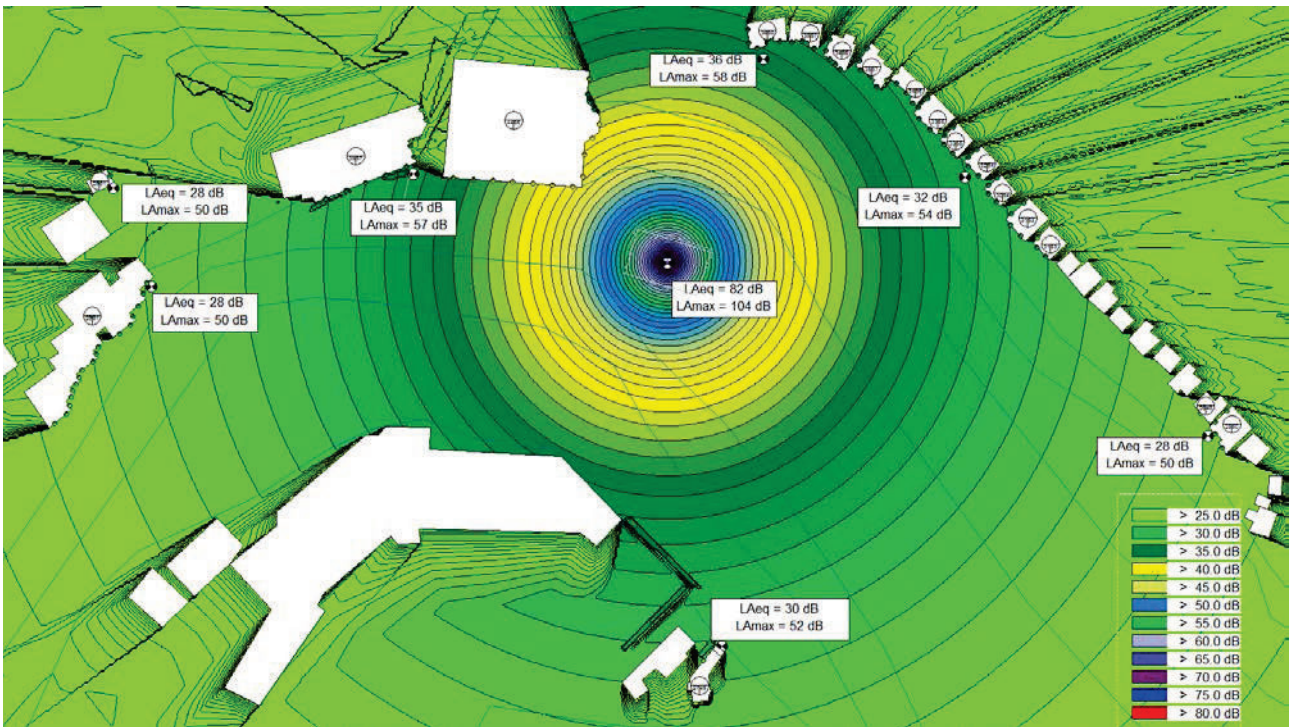 LAeq = 36 dB
LAmax = 58 dB
LAeq = 28 dB
LAmax = 50 dB
LAeq = 35 dB
LAmax = 57 dB
LAeq = 32 dB
LAmax = 54 dB
LAeq = 28 dB
LAmax = 50 dB
LAeq = 82 dB
LAmax = 104 dB
LAeq = 28 dB
LAmax = 50 dB
LAeq = 30 dB
LAmax = 52 dB
> 25.0 dB
> 30.0 dB
> 35.0 dB
> 40.0 dB
> 45.0 dB
> 50.0 dB
> 55.0 dB
> 60.0 dB
> 65.0 dB
> 70.0 dB
> 75.0 dB
> 80.0 dB